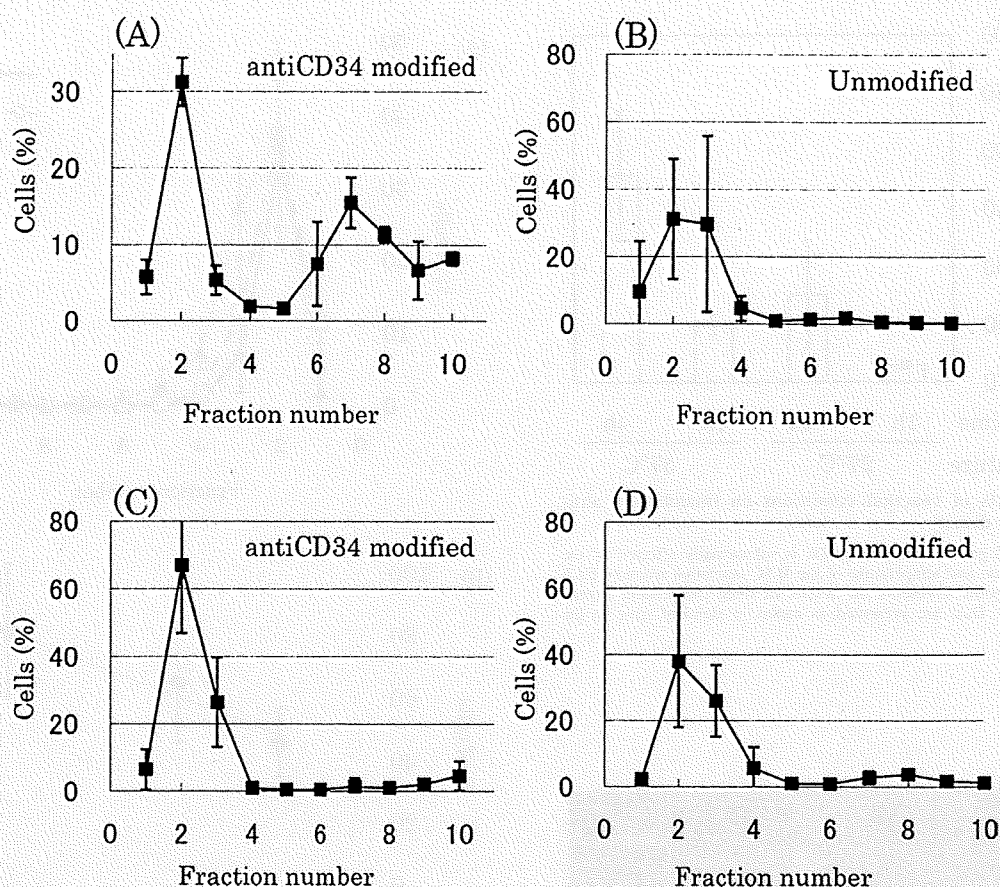 (A)
antiCD34 modified
Cells (%)
30
20
10
0
0 2 4 6 8 10
Fraction number
(B)
Unmodified
Cells (%)
80
60
40
20
0
0 2 4 6 8 10
Fraction number
(C)
antiCD34 modified
Cells (%)
80
60
40
20
0
0 2 4 6 8 10
Fraction number
(D)
Unmodified
Cells (%)
80
60
40
20
0
0 2 4 6 8 10
Fraction number